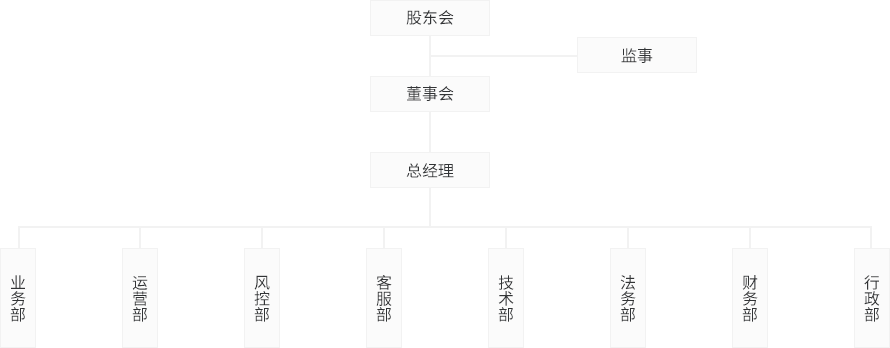 股东会
监事
董事会
总经理
业务部
运营部
风控部
客服部
技术部
法务部
财务部
行政部